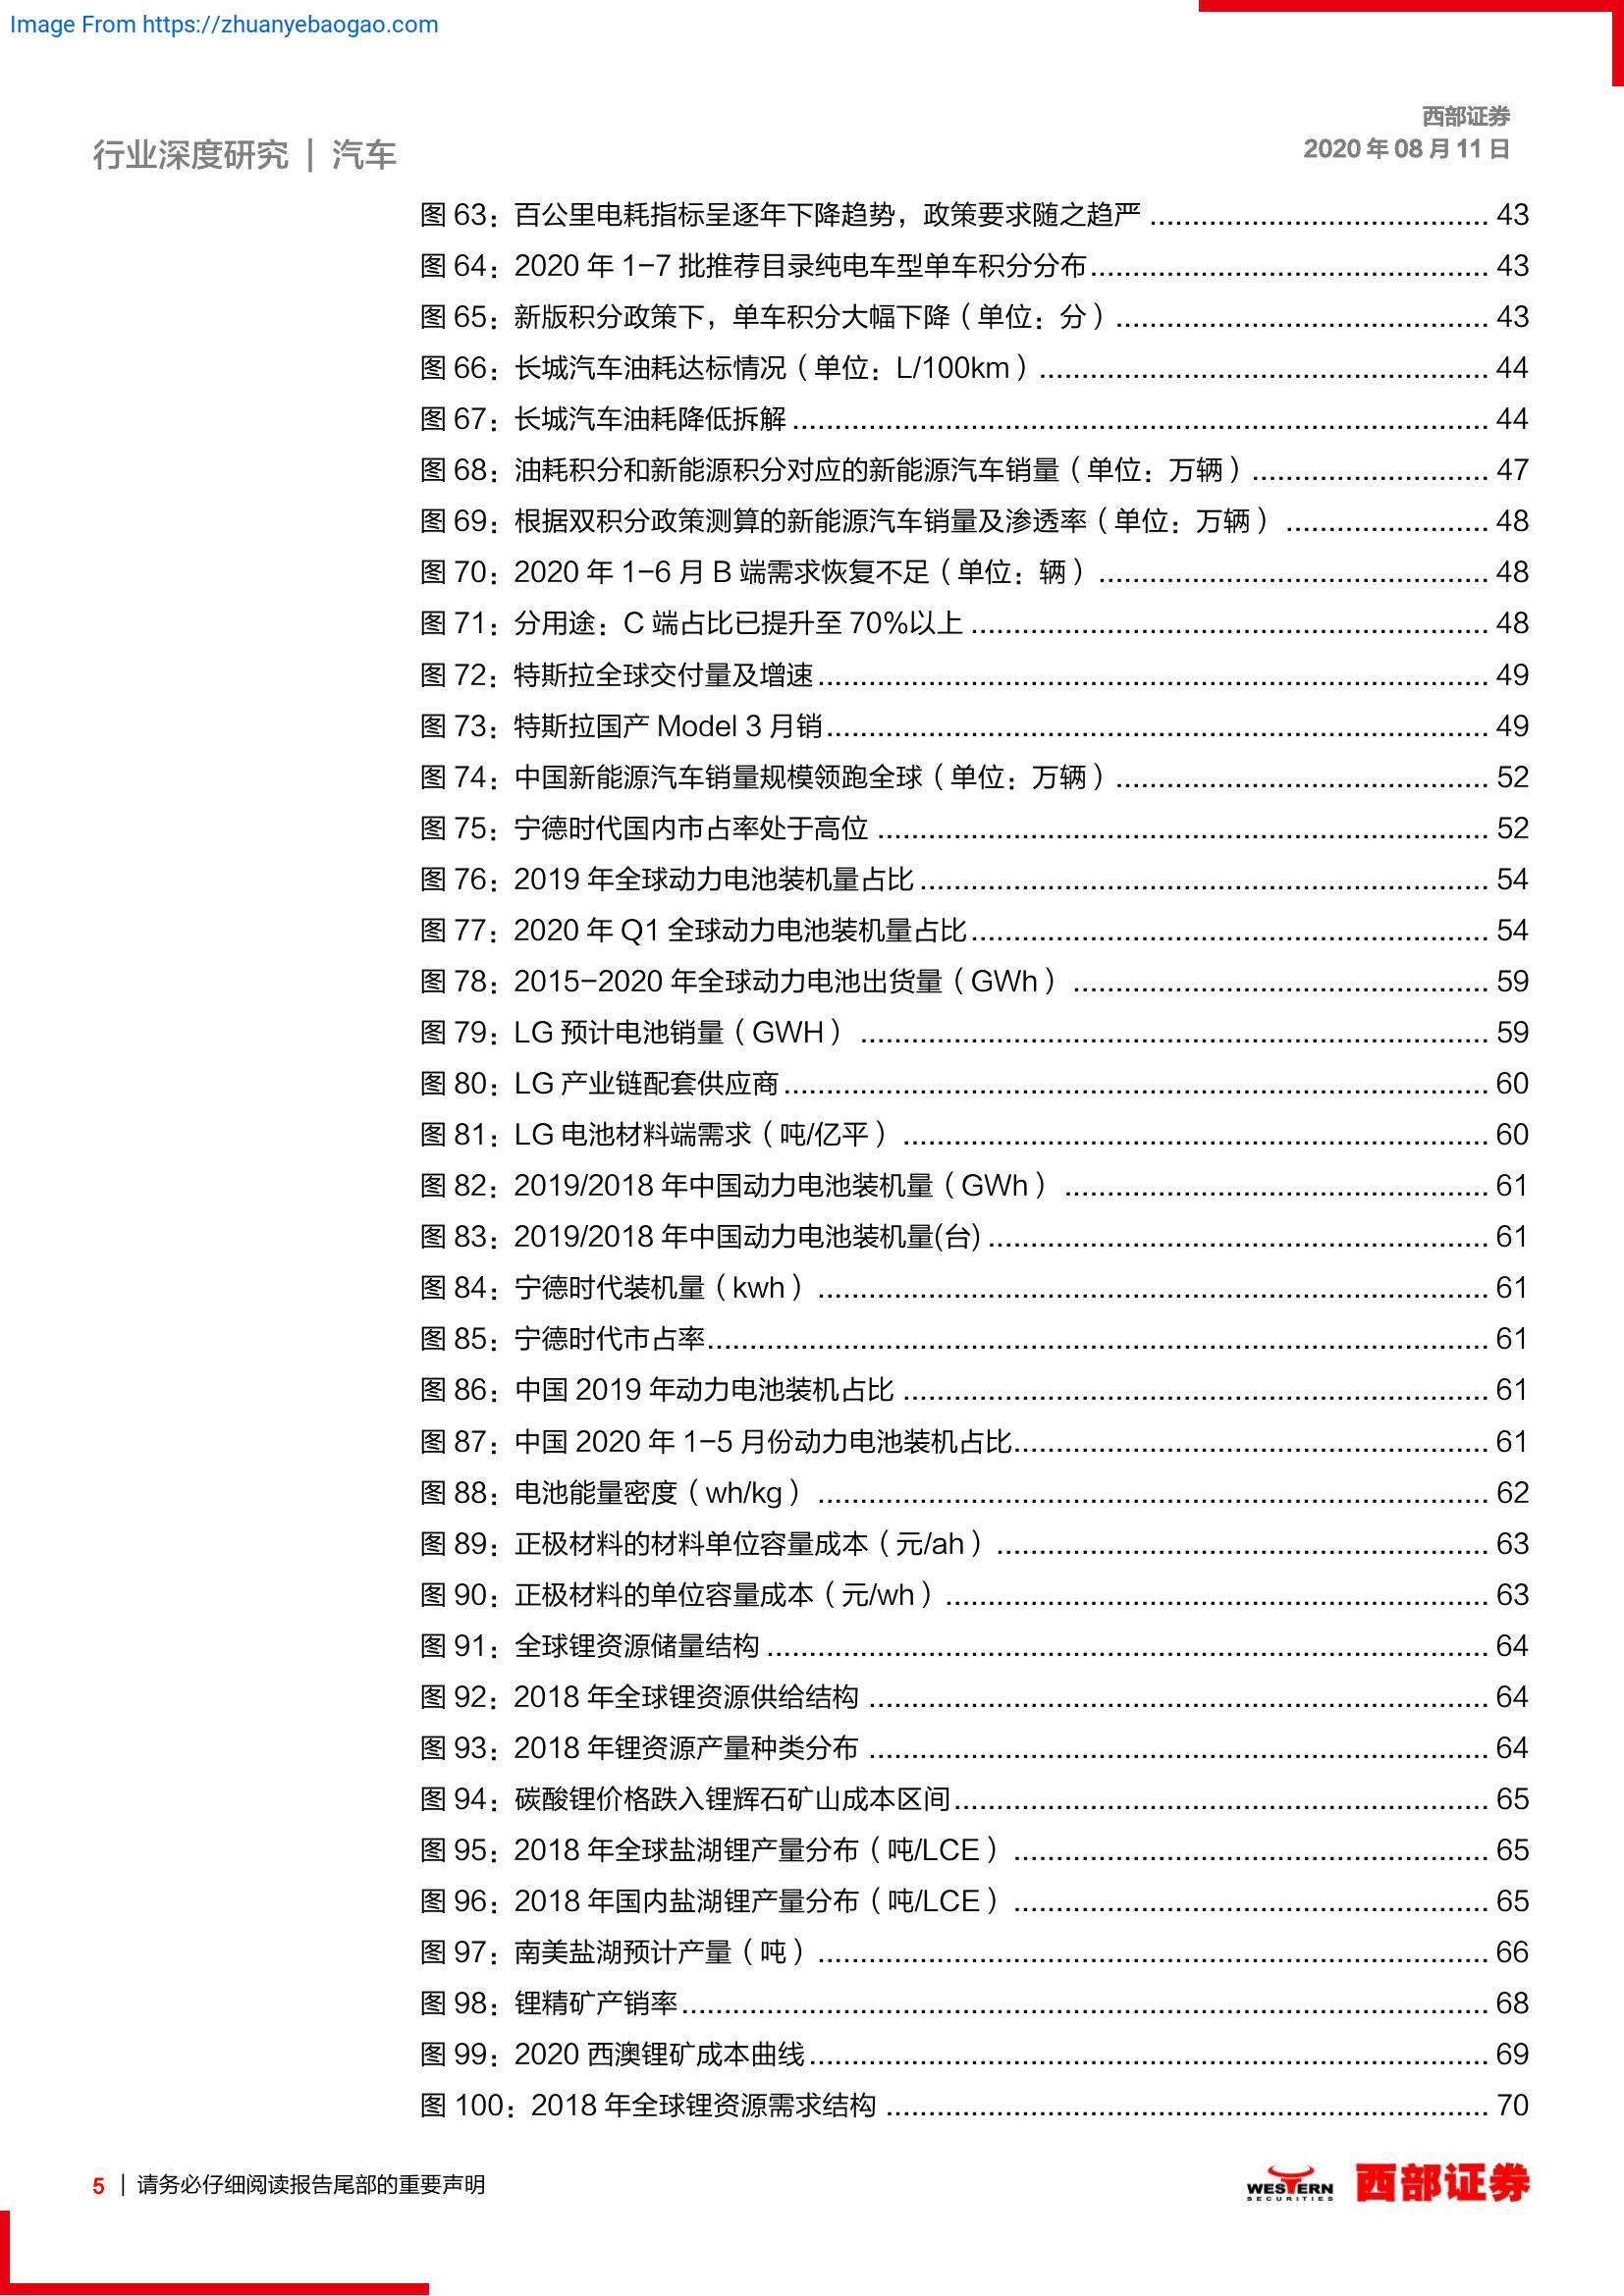 Image From https://zhuanyebaogao.com
西部证券
行业深度研究 | 汽车
2020 年 08 月 11 日
图 63：百公里电耗指标呈逐年下降趋势，政策要求随之趋严 ........................................ 43
图 64：2020 年 1-7 批推荐目录纯电车型单车积分分布............................................... 43
图 65：新版积分政策下，单车积分大幅下降（单位：分）............................................ 43
图 66：长城汽车油耗达标情况（单位：L/100km）..................................................... 44
图 67：长城汽车油耗降低拆解................................................................................... 44
图 68：油耗积分和新能源积分对应的新能源汽车销量（单位：万辆）............................ 47
图 69：根据双积分政策测算的新能源汽车销量及渗透率（单位：万辆）........................ 48
图 70：2020 年 1-6 月 B 端需求恢复不足（单位：辆）.............................................. 48
图 71：分用途：C 端占比已提升至 70%以上 ............................................................. 48
图 72：特斯拉全球交付量及增速............................................................................... 49
图 73：特斯拉国产 Model 3 月销.............................................................................. 49
图 74：中国新能源汽车销量规模领跑全球（单位：万辆）............................................ 52
图 75：宁德时代国内市占率处于高位 ........................................................................ 52
图 76：2019 年全球动力电池装机量占比 ................................................................... 54
图 77：2020 年 Q1 全球动力电池装机量占比............................................................. 54
图 78：2015-2020 年全球动力电池出货量（GWh）................................................. 59
图 79：LG 预计电池销量（GWH）.......................................................................... 59
图 80：LG 产业链配套供应商................................................................................... 60
图 81：LG 电池材料端需求（吨/亿平）..................................................................... 60
图 82：2019/2018 年中国动力电池装机量（GWh）.................................................. 61
图 83：2019/2018 年中国动力电池装机量(台) ........................................................... 61
图 84：宁德时代装机量（kwh）............................................................................... 61
图 85：宁德时代市占率............................................................................................ 61
图 86：中国 2019 年动力电池装机占比 ..................................................................... 61
图 87：中国 2020 年 1-5 月份动力电池装机占比........................................................ 61
图 88：电池能量密度（wh/kg）............................................................................... 62
图 89：正极材料的材料单位容量成本（元/ah）.......................................................... 63
图 90：正极材料的单位容量成本（元/wh）................................................................ 63
图 91：全球锂资源储量结构 ..................................................................................... 64
图 92：2018 年全球锂资源供给结构 ......................................................................... 64
图 93：2018 年锂资源产量种类分布 ......................................................................... 64
图 94：碳酸锂价格跌入锂辉石矿山成本区间............................................................... 65
图 95：2018 年全球盐湖锂产量分布（吨/LCE）........................................................ 65
图 96：2018 年国内盐湖锂产量分布（吨/LCE）........................................................ 65
图 97：南美盐湖预计产量（吨）............................................................................... 66
图 98：锂精矿产销率............................................................................................... 68
图 99：2020 西澳锂矿成本曲线................................................................................ 69
图 100：2018 年全球锂资源需求结构 ....................................................................... 70
5 | 请务必仔细阅读报告尾部的重要声明
WESTERN
SECURITIES
西部证券